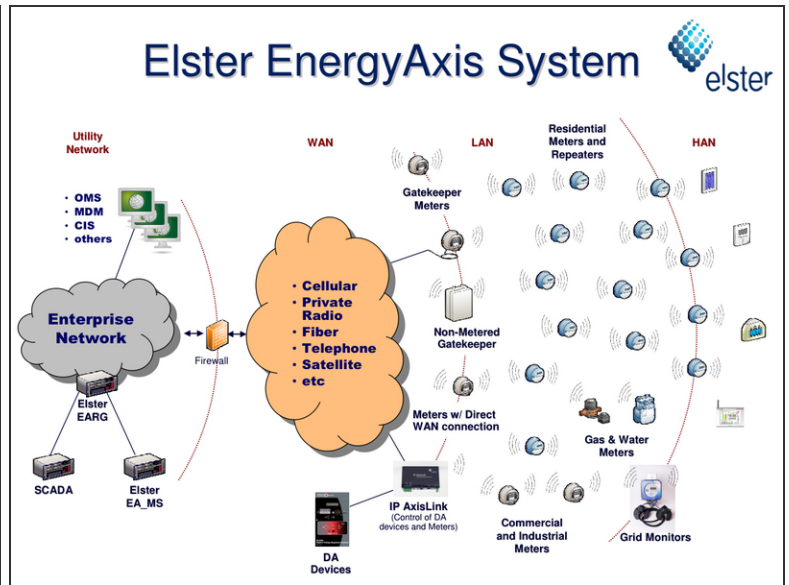 Elster EnergyAxis System
elster
Utility
Network
WAN
LAN
Residential
Meters and
Repeaters
HAN
• OMS
• MDM
• CIS
• others
Gatekeeper
Meters
Enterprise
Network
Firewall
• Cellular
• Private
Radio
• Fiber
• Telephone
• Satellite
• etc
Non-Metered
Gatekeeper
Elster
EARG
Meters w/ Direct
WAN connection
Gas & Water
Meters
SCADA
Elster
EA_MS
IP AxisLink
(Control of DA
devices and Meters)
DA
Devices
Commercial
and Industrial
Meters
Grid Monitors